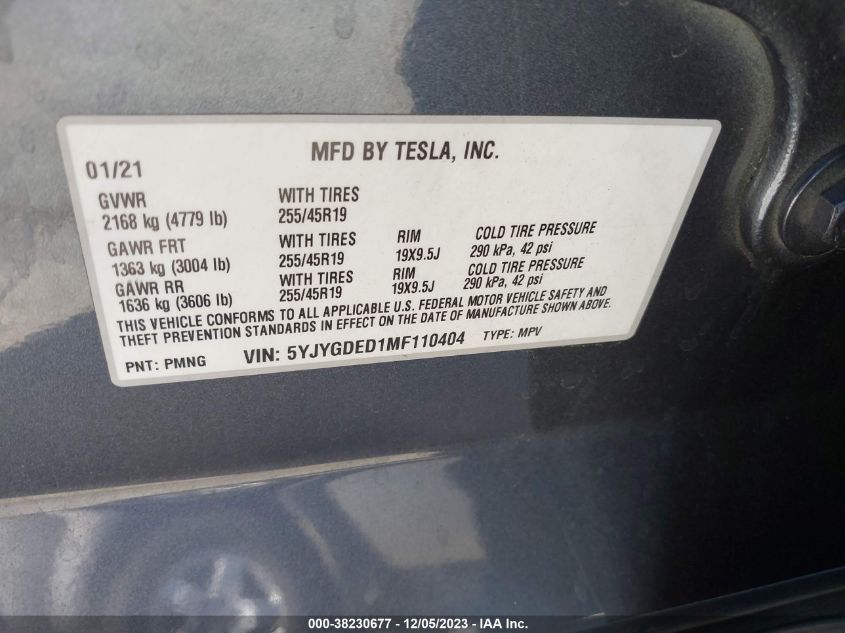 MFD BY TESLA, INC.
01/21
GVWR
2168 kg (4779 lb)
WITH TIRES
255/45R19
GAWR FRT
1363 kg (3004 lb)
WITH TIRES
255/45R19
RIM
19X9.5J
COLD TIRE PRESSURE
290 kPa, 42 psi
GAWR RR
1636 kg (3606 lb)
WITH TIRES
255/45R19
RIM
19X9.5J
COLD TIRE PRESSURE
290 kPa, 42 psi
THIS VEHICLE CONFORMS TO ALL APPLICABLE U.S. FEDERAL MOTOR VEHICLE SAFETY AND
THEFT PREVENTION STANDARDS IN EFFECT ON THE DATE OF MANUFACTURE SHOWN ABOVE.
PNT: PMNG VIN: 5YJYGDED1MF110404 TYPE: MPV
000-38230677 - 12/05/2023 - IAA Inc.